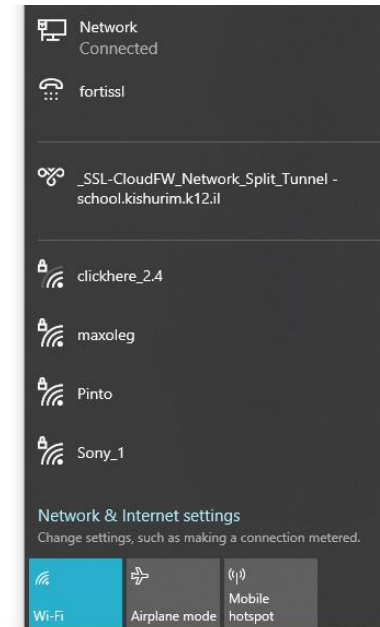 Network
Connected
fortissl
_SSL-CloudFW_Network_Split_Tunnel -
school.kishurim.k12.il
clickhere_2.4
maxoleg
Pinto
Sony_1
Network & Internet settings
Change settings, such as making a connection metered.
Wi-Fi
Airplane mode
Mobile
hotspot